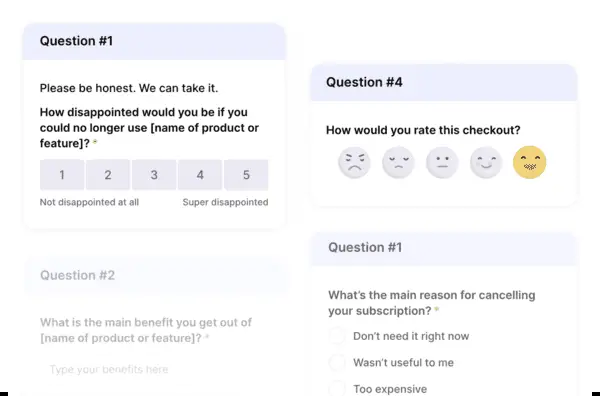 Question #1
Please be honest. We can take it.
How disappointed would you be if you
could no longer use [name of product or
feature]? *
1 2 3 4 5
Not disappointed at all Super disappointed
Question #2
What is the main benefit you get out of
[name of product or feature]? *
Type your benefits here
Question #4
How would you rate this checkout?
Question #1
What's the main reason for cancelling
your subscription? *
Don't need it right now
Wasn't useful to me
Too expensive